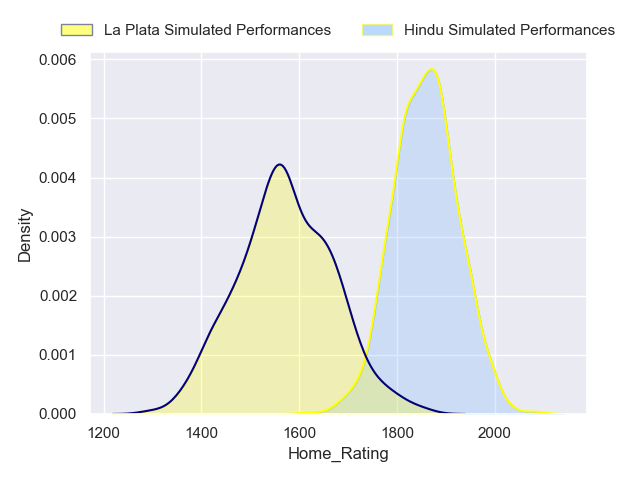 La Plata Simulated Performances
Hindu Simulated Performances
0.006
0.005
0.004
0.003
0.002
0.001
0.000
Density
1200 1400 1600 1800 2000
Home_Rating